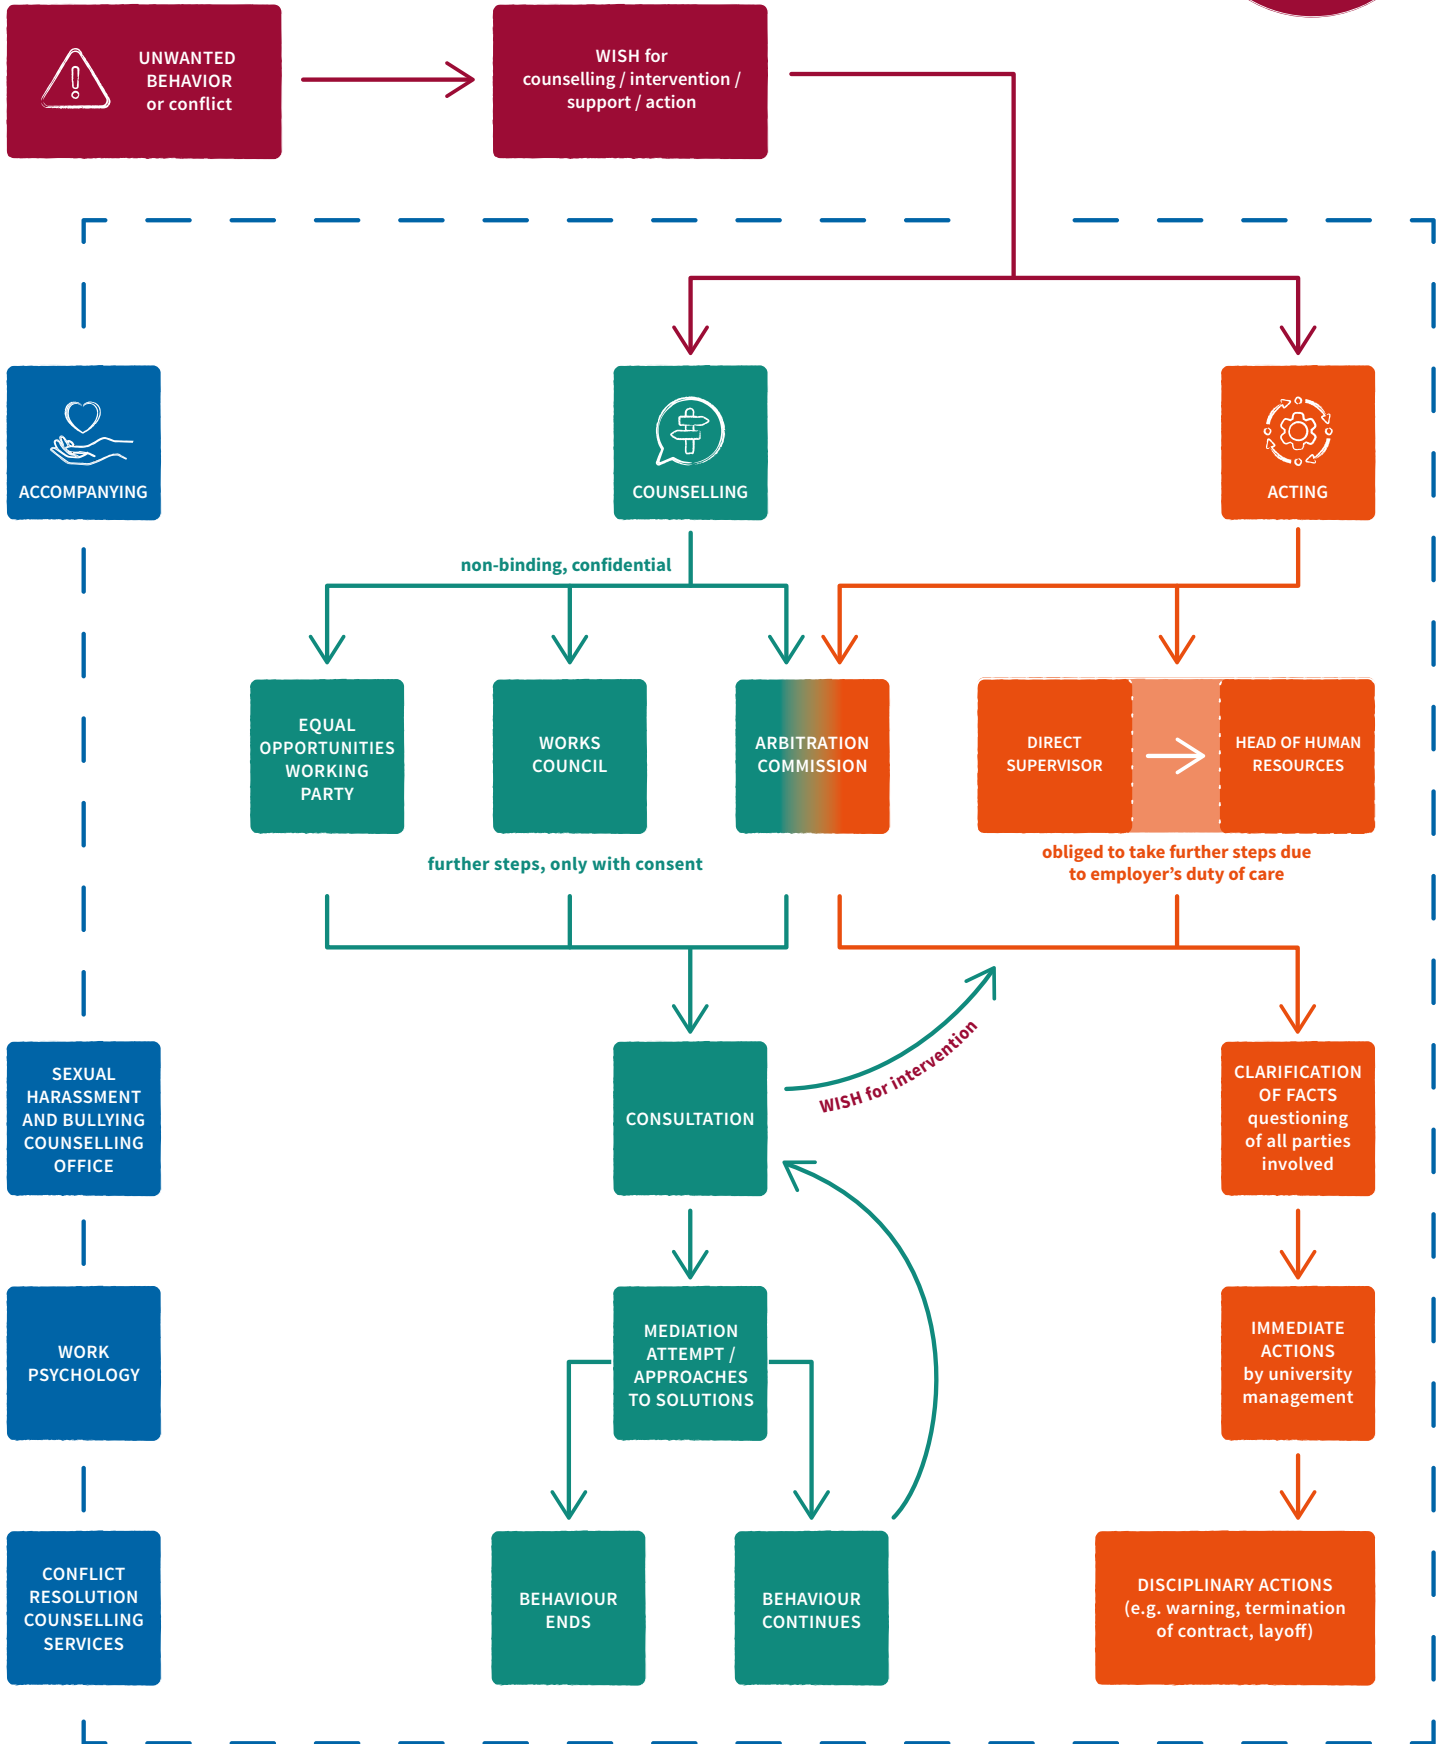 UNWANTED
BEHAVIOR
or conflict
WISH for
counselling / intervention /
support / action
ACCOMPANYING
COUNSELLING
ACTING
non-binding, confidential
EQUAL
OPPORTUNITIES
WORKING
PARTY
WORKS
COUNCIL
ARBITRATION
COMMISSION
DIRECT
SUPERVISOR
HEAD OF HUMAN
RESOURCES
further steps, only with consent
obliged to take further steps due
to employer’s duty of care
SEXUAL
HARASSMENT
AND BULLYING
COUNSELLING
OFFICE
CONSULTATION
WISH for intervention
CLARIFICATION
OF FACTS
questioning
of all parties
involved
WORK
PSYCHOLOGY
MEDIATION
ATTEMPT /
APPROACHES
TO SOLUTIONS
IMMEDIATE
ACTIONS
by university
management
CONFLICT
RESOLUTION
COUNSELLING
SERVICES
BEHAVIOUR
ENDS
BEHAVIOUR
CONTINUES
DISCIPLINARY ACTIONS
(e.g. warning, termination
of contract, layoff)